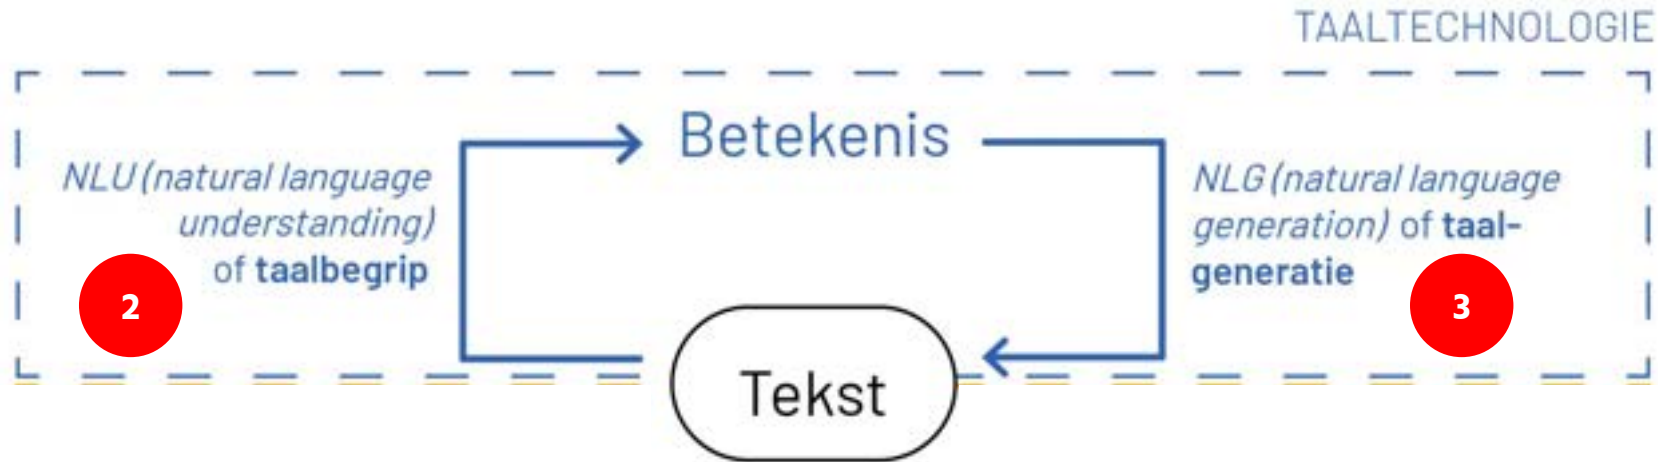 TAALTECHNOLOGIE
Betekenis
NLU (natural language
understanding)
of taalbegrip
2
NLG (natural language
generation) of taal-
generatie
3
Tekst